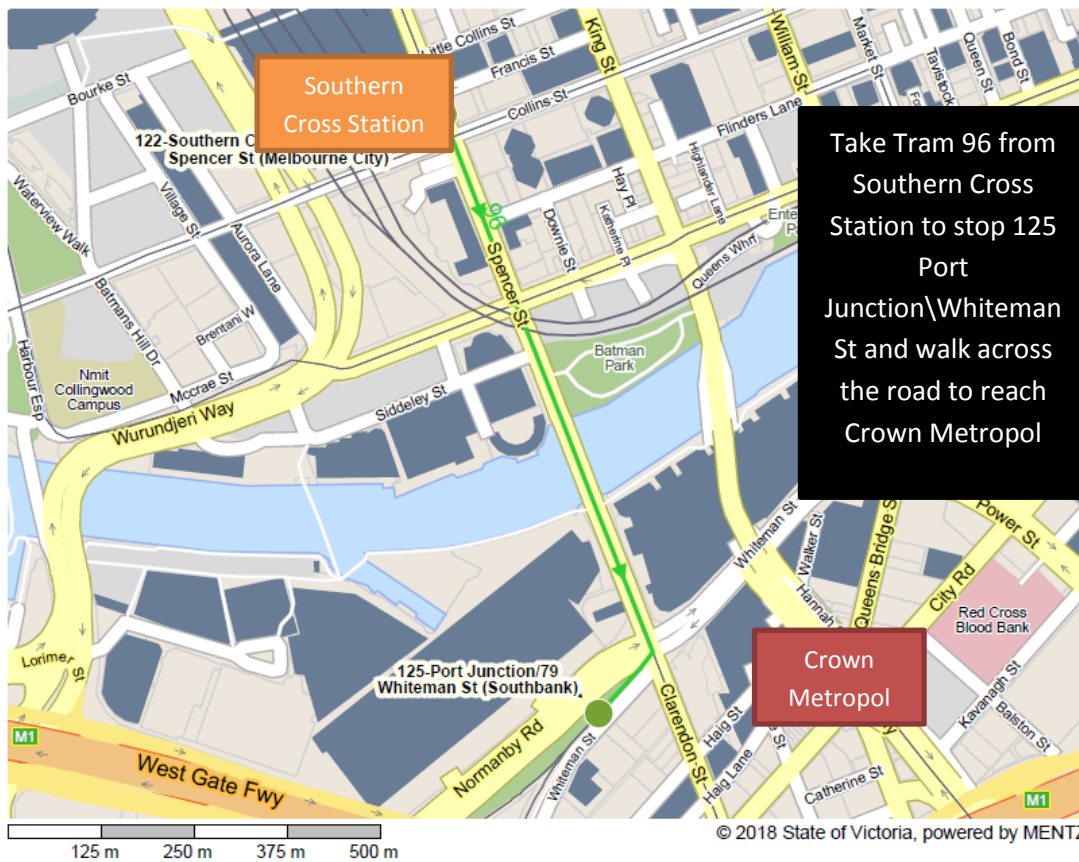 Little Collins St
Francis St
Collins St
King St
William St
Market St
Tavistock
Queen St
Bond St
Bourke St
Southern
Cross Station
122-Southern C
Spencer St (Melbourne City)
Flinders Lane
Highlander Lane
Hay Pl
Katherine Pl
Downie St
96
Spencer St
Queens Whrf
Waterview Walk
Village St
Aurora Lane
Batmans Hill Dr
Brentani W
Harbour Esp
Nmit
Collingwood
Campus
Mccrae St
Wurundjeri Way
Siddeley St
Batman
Park
Take Tram 96 from
Southern Cross
Station to stop 125
Port
Junction\Whiteman
St and walk across
the road to reach
Crown Metropol
Whiteman St
Walker St
Hannah
Queens Bridge S
City Rd
Power St
Red Cross
Blood Bank
Kavanagh St
Balston St
Crown
Metropol
Lorimer St
125-Port Junction/79
Whiteman St (Southbank)
Clarendon St
Haig St
Haig Lane
Catherine St
Normanby Rd
Whiteman St
M1
West Gate Fwy
M1
125 m 250 m 375 m 500 m
© 2018 State of Victoria, powered by MENTZ